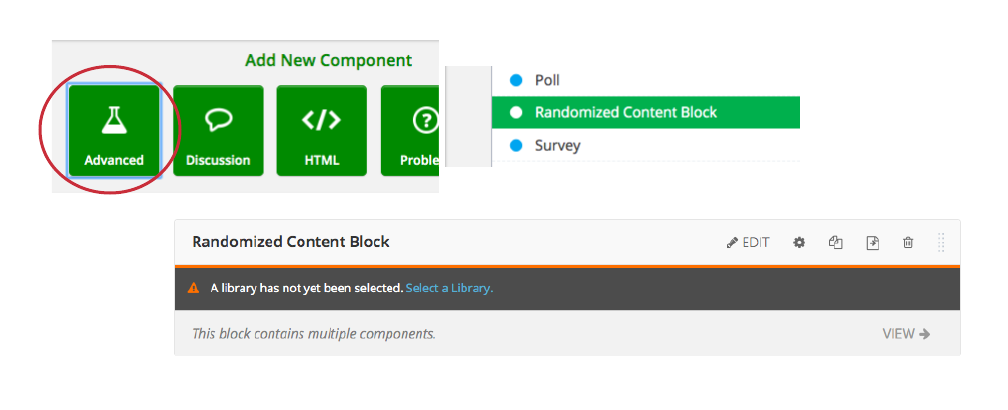 Add New Component
Advanced
Discussion
</>
HTML
?
Proble
Poll
Randomized Content Block
Survey
Randomized Content Block
EDIT
A library has not yet been selected. Select a Library.
This block contains multiple components.
VIEW